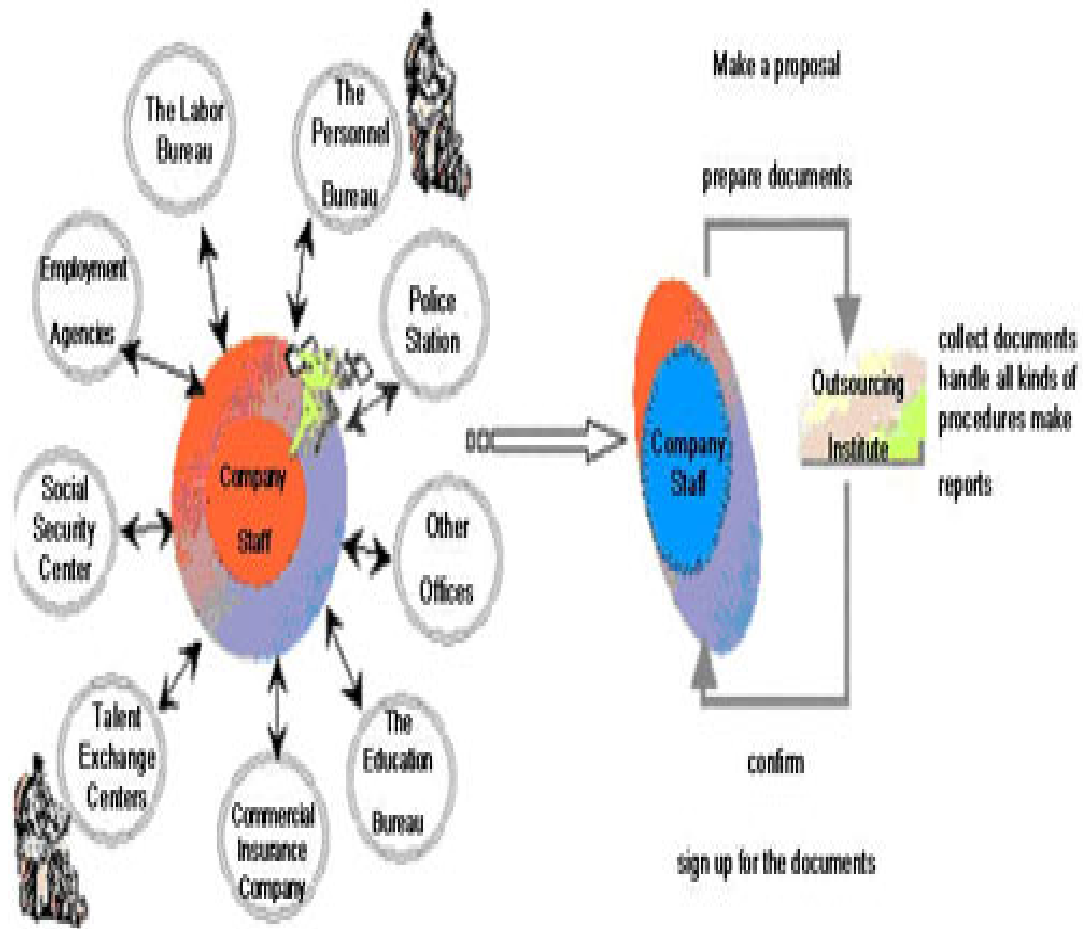 The Labor
Bureau
The
Personnel
Bureau
Employment
Agencies
Police
Station
Company
Staff
Social
Security
Center
Other
Offices
Talent
Exchange
Centers
Commercial
Insurance
Company
The
Education
Bureau
Make a proposal
prepare documents
Company
Staff
Outsourcing
Institute
collect documents
handle all kinds of
procedures make
reports
confirm
sign up for the documents